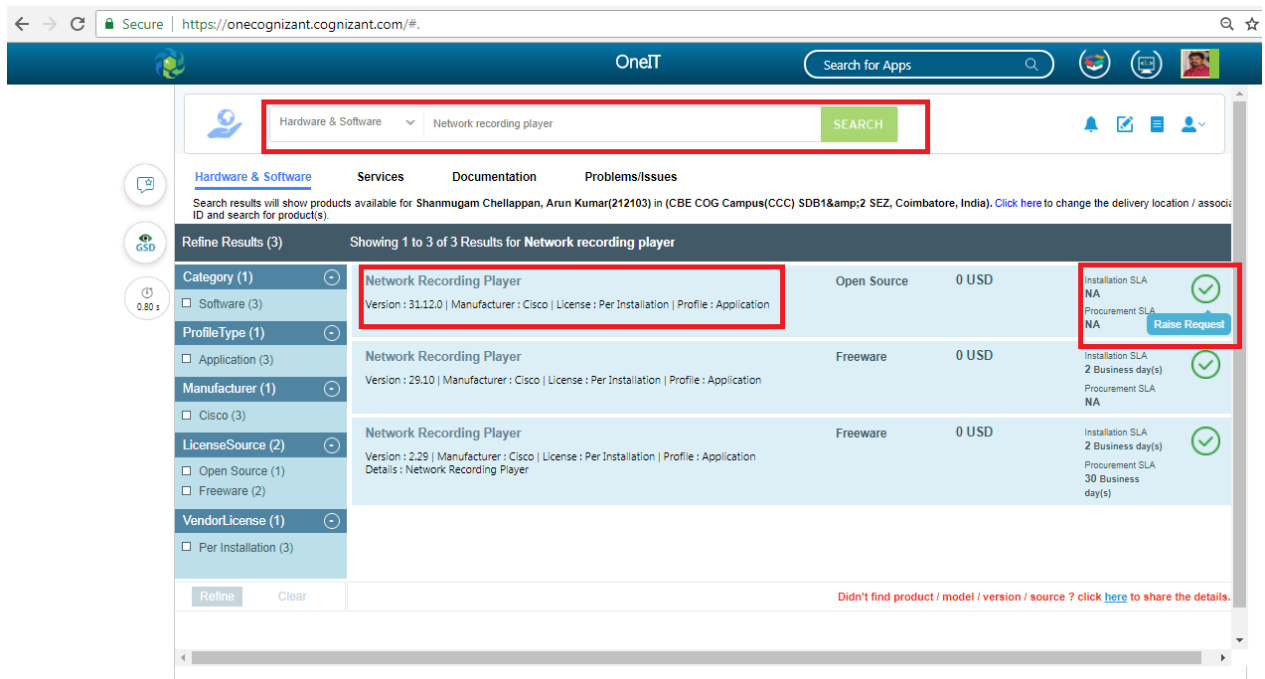 Secure | https://onecognizant.cognizant.com/#.
OneIT
Search for Apps
Hardware & Software
Network recording player
SEARCH
Hardware & Software Services Documentation Problems/Issues
Search results will show products available for Shanmugam Chellappan, Arun Kumar(212103) in (CBE COG Campus(CCC) SDB1&amp;2 SEZ, Coimbatore, India). Click here to change the delivery location / associa
ID and search for product(s).
GSD
0.80 s
Refine Results (3)
Showing 1 to 3 of 3 Results for Network recording player
Category (1)
Software (3)
ProfileType (1)
Application (3)
Manufacturer (1)
Cisco (3)
LicenseSource (2)
Open Source (1)
Freeware (2)
VendorLicense (1)
Per Installation (3)
Refine Clear
Network Recording Player
Version : 31.12.0 | Manufacturer : Cisco | License : Per Installation | Profile : Application
Open Source
0 USD
Installation SLA
NA
Procurement SLA
NA
Raise Request
Network Recording Player
Version : 29.10 | Manufacturer : Cisco | License : Per Installation | Profile : Application
Freeware
0 USD
Installation SLA
2 Business day(s)
Procurement SLA
NA
Network Recording Player
Version : 2.29 | Manufacturer : Cisco | License : Per Installation | Profile : Application
Details : Network Recording Player
Freeware
0 USD
Installation SLA
2 Business day(s)
Procurement SLA
30 Business
day(s)
Didn't find product / model / version / source ? click here to share the details.